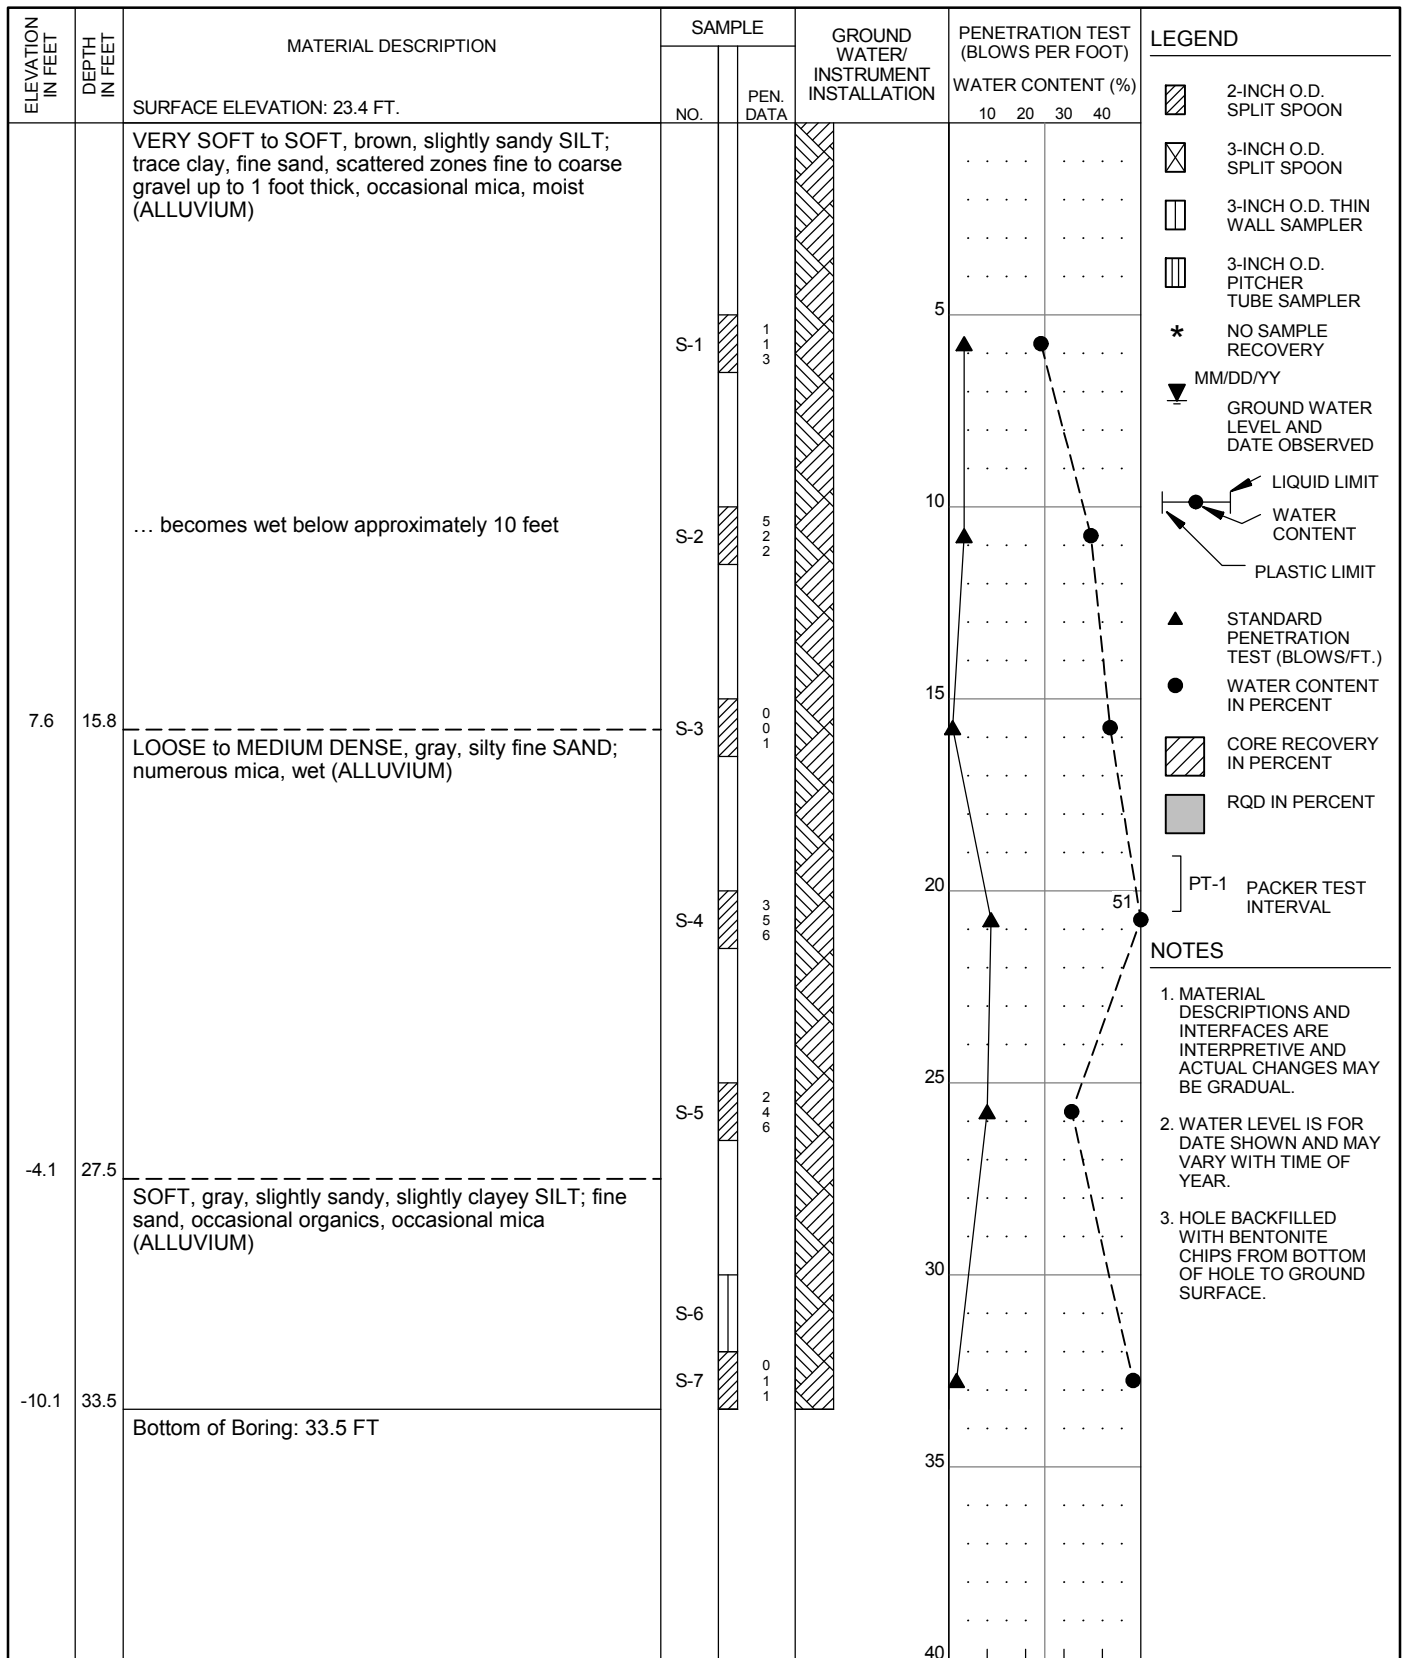 ELEVATION
IN FEET
DEPTH
IN FEET
MATERIAL DESCRIPTION
SURFACE ELEVATION: 23.4 FT.
SAMPLE
NO.
PEN.
DATA
GROUND
WATER/
INSTRUMENT
INSTALLATION
PENETRATION TEST
(BLOWS PER FOOT)
WATER CONTENT (%)
10 20 30 40
VERY SOFT to SOFT, brown, slightly sandy SILT;
trace clay, fine sand, scattered zones fine to coarse
gravel up to 1 foot thick, occasional mica, moist
(ALLUVIUM)
5
S-1
1
1
3
10
... becomes wet below approximately 10 feet
S-2
5
2
2
15
7.6 15.8
S-3
0
0
1
LOOSE to MEDIUM DENSE, gray, silty fine SAND;
numerous mica, wet (ALLUVIUM)
20
51
S-4
3
5
6
25
S-5
2
4
6
-4.1 27.5
SOFT, gray, slightly sandy, slightly clayey SILT; fine
sand, occasional organics, occasional mica
(ALLUVIUM)
30
S-6
S-7
0
1
1
-10.1 33.5
Bottom of Boring: 33.5 FT
35
40
LEGEND
2-INCH O.D.
SPLIT SPOON
3-INCH O.D.
SPLIT SPOON
3-INCH O.D. THIN
WALL SAMPLER
3-INCH O.D.
PITCHER
TUBE SAMPLER
* NO SAMPLE
RECOVERY
MM/DD/YY
GROUND WATER
LEVEL AND
DATE OBSERVED
LIQUID LIMIT
WATER
CONTENT
PLASTIC LIMIT
STANDARD
PENETRATION
TEST (BLOWS/FT.)
WATER CONTENT
IN PERCENT
CORE RECOVERY
IN PERCENT
RQD IN PERCENT
PT-1 PACKER TEST
INTERVAL
NOTES
1. MATERIAL
DESCRIPTIONS AND
INTERFACES ARE
INTERPRETIVE AND
ACTUAL CHANGES MAY
BE GRADUAL.
2. WATER LEVEL IS FOR
DATE SHOWN AND MAY
VARY WITH TIME OF
YEAR.
3. HOLE BACKFILLED
WITH BENTONITE
CHIPS FROM BOTTOM
OF HOLE TO GROUND
SURFACE.